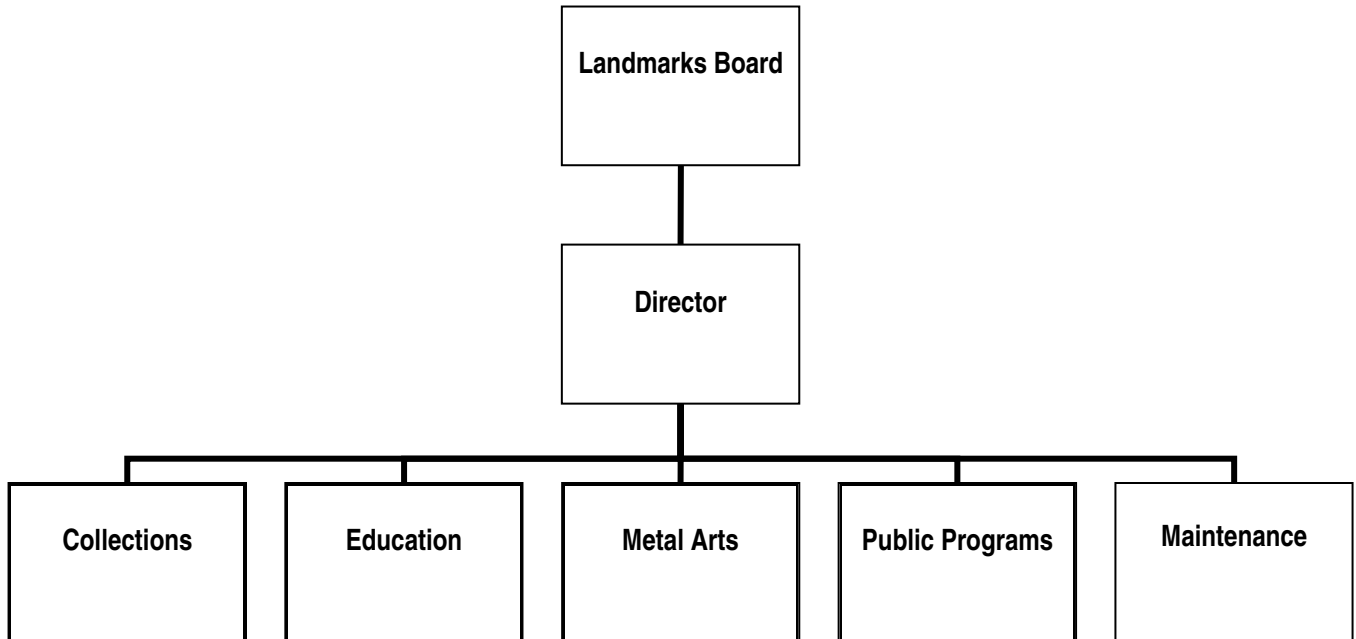 Landmarks Board
Director
Collections
Education
Metal Arts
Public Programs
Maintenance